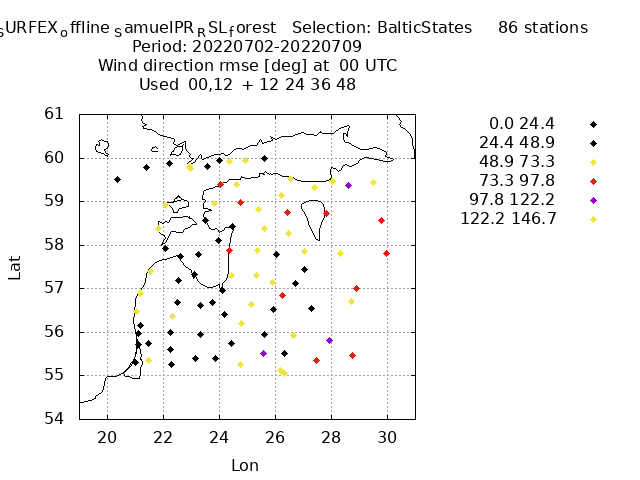 SURFEX_offline_SamuelPR_RSL_forest Selection: BalticStates 86 stations
Period: 20220702-20220709
Wind direction rmse [deg] at 00 UTC
Used 00,12 + 12 24 36 48
61
60
59
58
57
56
55
54
Lat
20 22 24 26 28 30
Lon
0.0 24.4
24.4 48.9
48.9 73.3
73.3 97.8
97.8 122.2
122.2 146.7